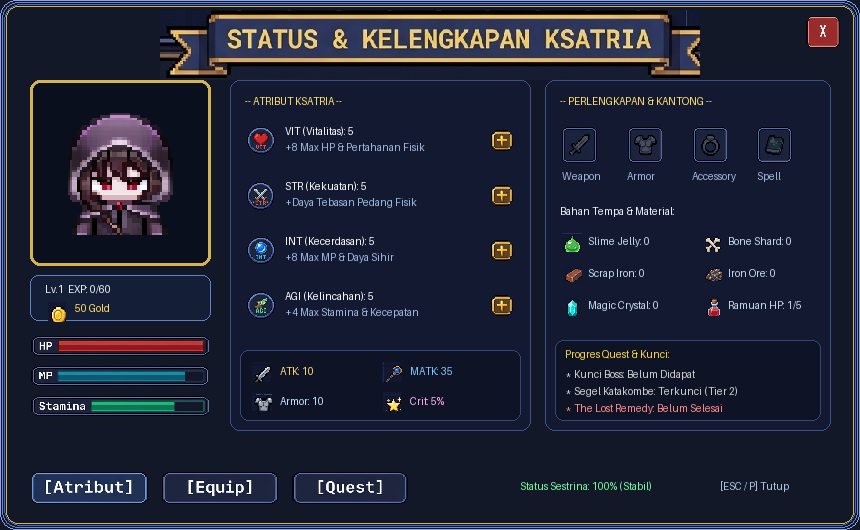 STATUS & KELENGKAPAN KSATRIA
X
-- ATRIBUT KSATRIA --
VIT (Vitalitas): 5
+8 Max HP & Pertahanan Fisik
VIT
STR (Kekuatan): 5
+Daya Tebasan Pedang Fisik
STR
INT (Kecerdasan): 5
+8 Max MP & Daya Sihir
INT
AGI (Kelincahan): 5
+4 Max Stamina & Kecepatan
AGI
ATK: 10
MATK: 35
Armor: 10
Crit 5%
-- PERLENGKAPAN & KANTONG --
Weapon
Armor
Accessory
Spell
Bahan Tempa & Material:
Slime Jelly: 0
Bone Shard: 0
Scrap Iron: 0
Iron Ore: 0
Magic Crystal: 0
Ramuan HP: 1/5
Progres Quest & Kunci:
* Kunci Boss: Belum Didapat
* Segel Katakombe: Terkunci (Tier 2)
* The Lost Remedy: Belum Selesai
Lv.1 EXP: 0/60
50 Gold
HP
MP
Stamina
[Atribut]
[Equip]
[Quest]
Status Sestrina: 100% (Stabil)
[ESC / P] Tutup